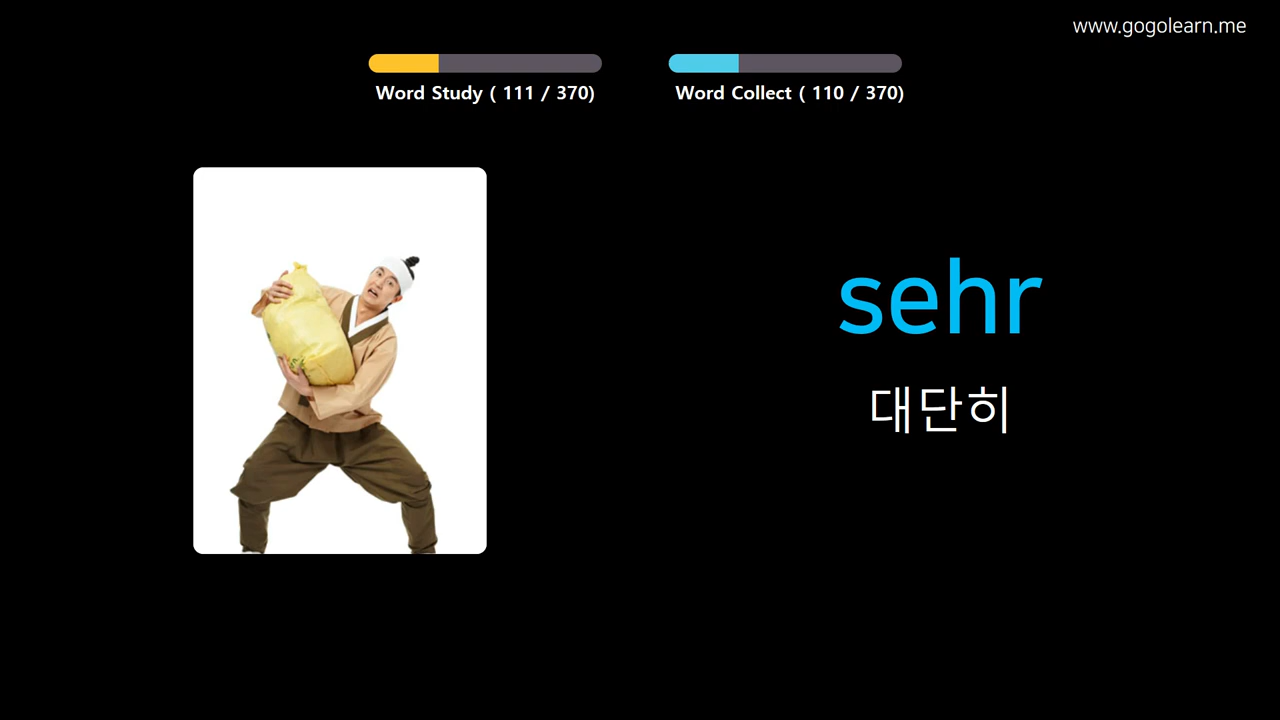 www.gogolearn.me
Word Study ( 111 / 370)
Word Collect ( 110 / 370)
sehr
대단히